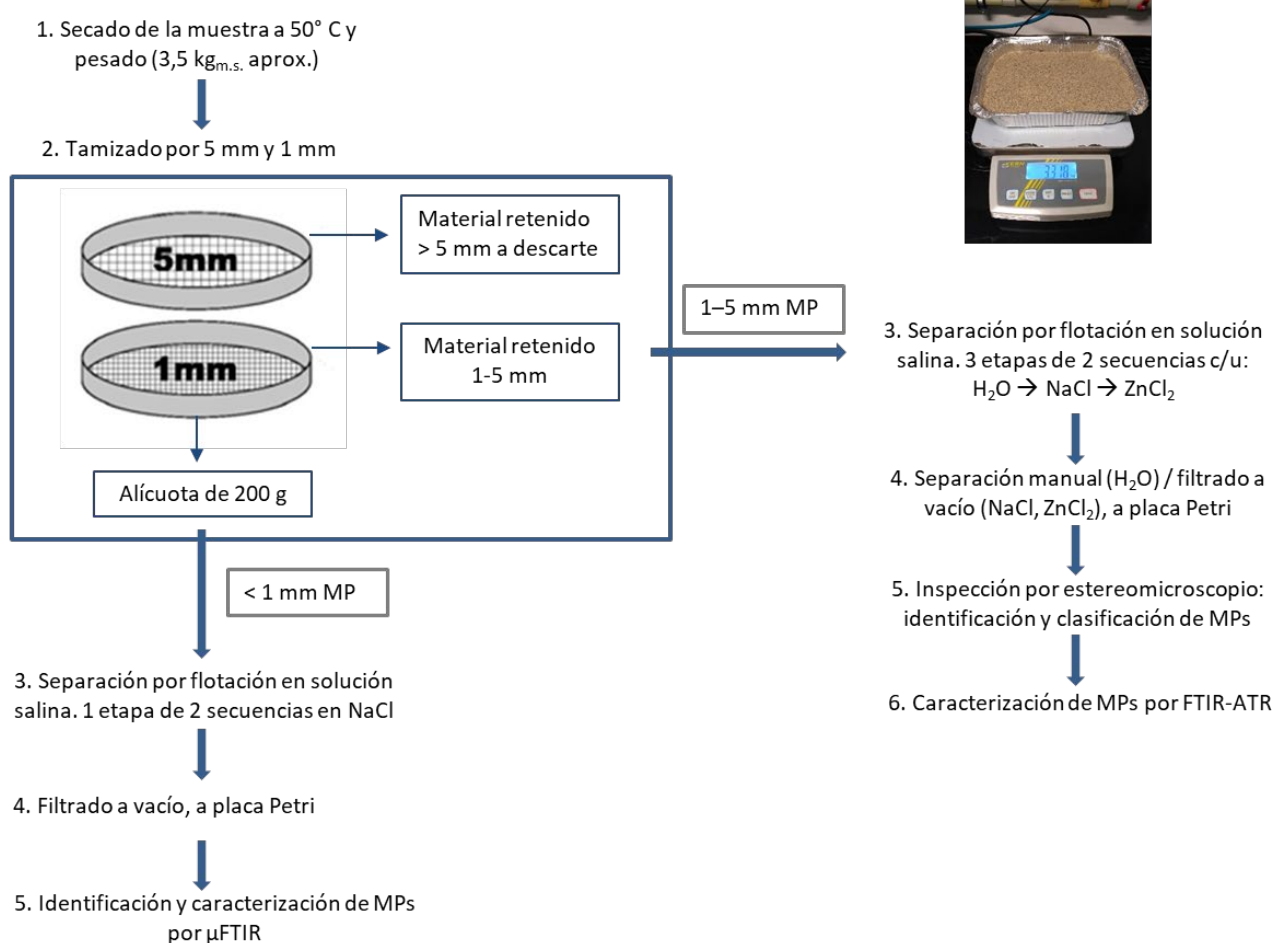 1. Secado de la muestra a 50° C y
pesado (3,5 kgm.s. aprox.)
2. Tamizado por 5 mm y 1 mm
5mm
Material retenido
> 5 mm a descarte
1mm
Material retenido
1-5 mm
Alícuota de 200 g
1–5 mm MP
< 1 mm MP
3. Separación por flotación en solución
salina. 1 etapa de 2 secuencias en NaCl
4. Filtrado a vacío, a placa Petri
5. Identificación y caracterización de MPs
por µFTIR
3. Separación por flotación en solución
salina. 3 etapas de 2 secuencias c/u:
H₂O → NaCl → ZnCl₂
4. Separación manual (H₂O) / filtrado a
vacío (NaCl, ZnCl₂), a placa Petri
5. Inspección por estereomicroscopio:
identificación y clasificación de MPs
6. Caracterización de MPs por FTIR-ATR